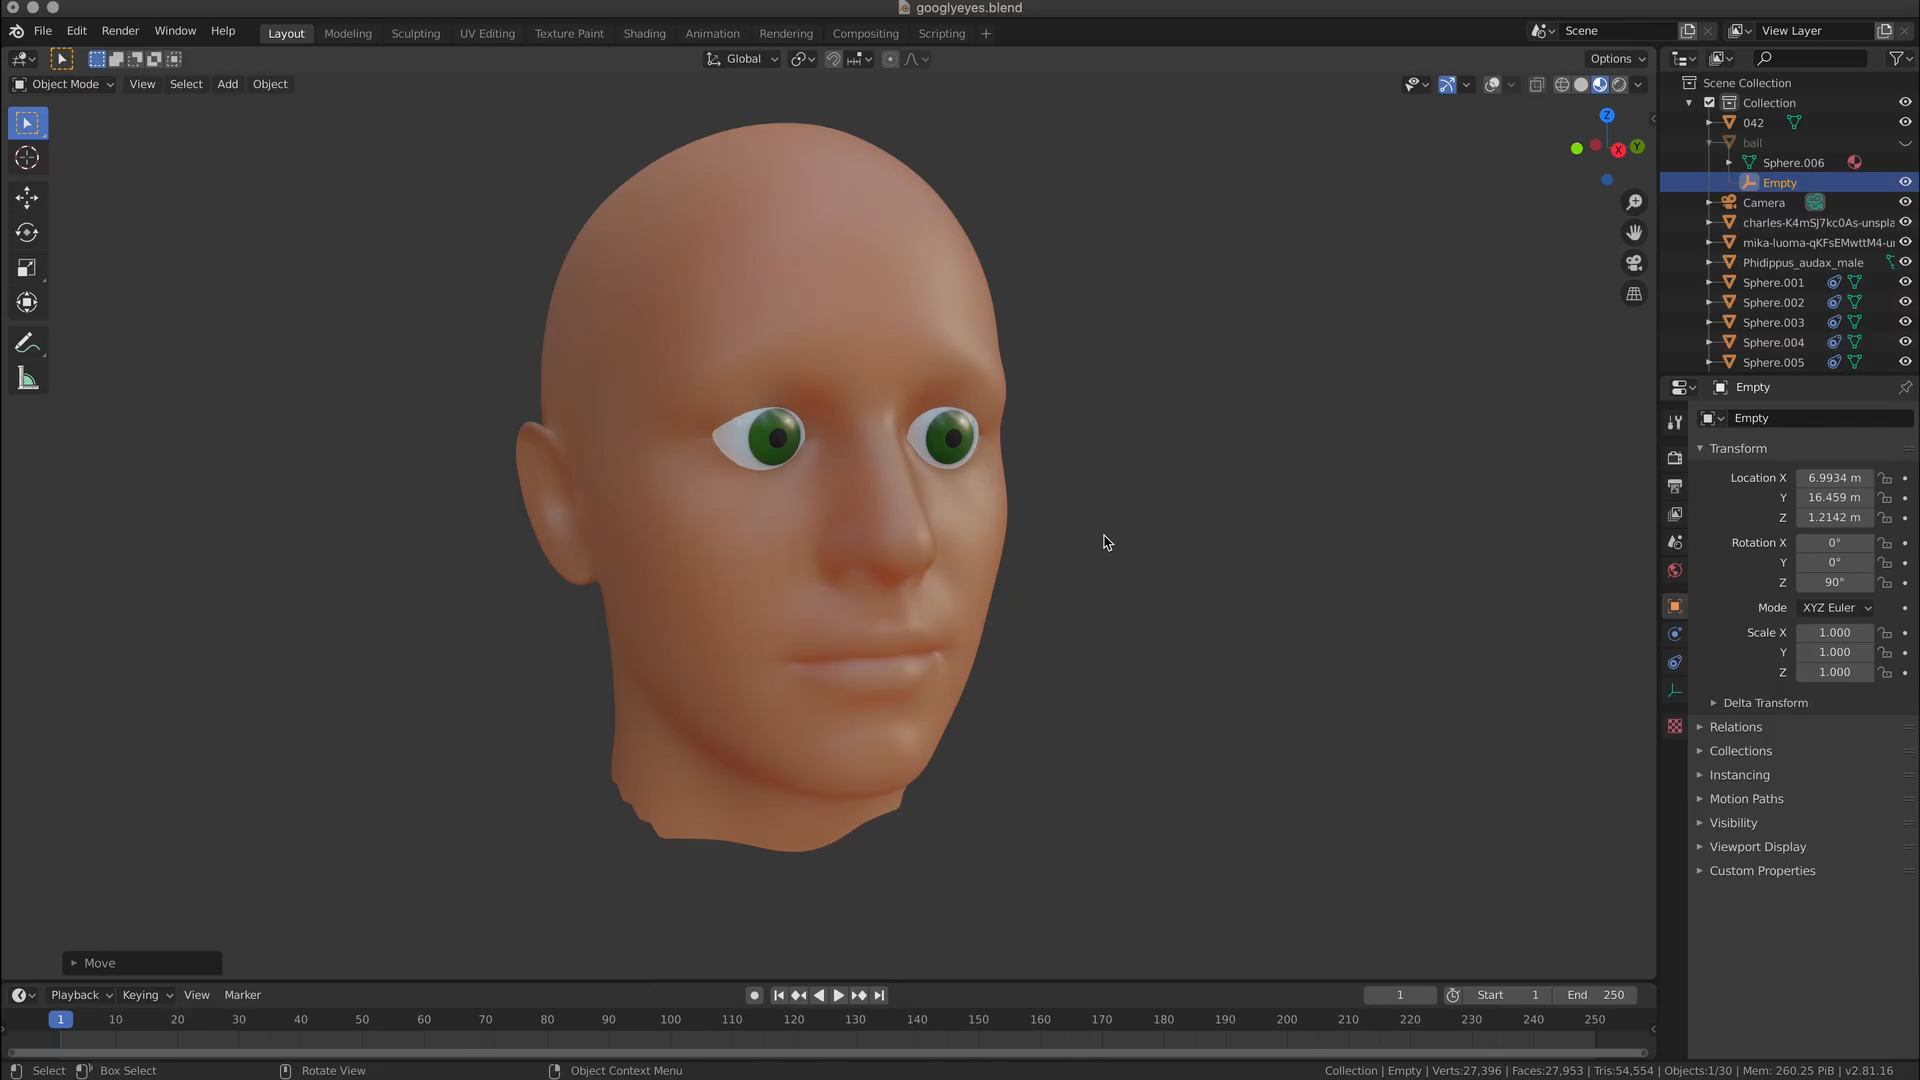 googlyeyes.blend
File Edit Render Window Help Layout Modeling Sculpting UV Editing Texture Paint Shading Animation Rendering Compositing Scripting + Scene View Layer
Global Options
Object Mode View Select Add Object
Z
X
Y
Scene Collection
Collection
042
ball
Sphere.006
Empty
Camera
charles-K4mSJ7kc0As-unspla
mika-luoma-qKFsEMwttM4-u
Phidippus_audax_male
Sphere.001
Sphere.002
Sphere.003
Sphere.004
Sphere.005
Empty
Empty
Transform
Location X 6.9934 m
Y 16.459 m
Z 1.2142 m
Rotation X 0°
Y 0°
Z 90°
Mode XYZ Euler
Scale X 1.000
Y 1.000
Z 1.000
Delta Transform
Relations
Collections
Instancing
Motion Paths
Visibility
Viewport Display
Custom Properties
Move
Playback Keying View Marker 1 Start 1 End 250
1 10 20 30 40 50 60 70 80 90 100 110 120 130 140 150 160 170 180 190 200 210 220 230 240 250
Select Box Select Rotate View Object Context Menu Collection | Empty | Verts:27,396 | Faces:27,953 | Tris:54,554 | Objects:1/30 | Mem: 260.25 PiB | v2.81.16